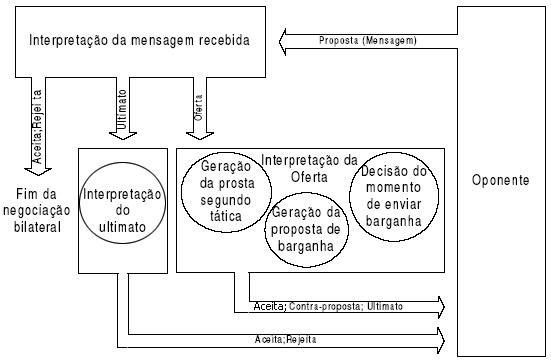 Interpretação da mensagem recebida
Proposta (Mensagem)
Aceita;Rejeita
Ultimato
Oferta
Fim da
negociação
bilateral
Interpretação
do
ultimato
Geração
da prosta
segundo
tática
Interpretação da
Oferta
Geração da
proposta de
barganha
Decisão do
momento
de enviar
barganha
Oponente
Aceita; Contra-proposta; Ultimato
Aceita;Rejeita